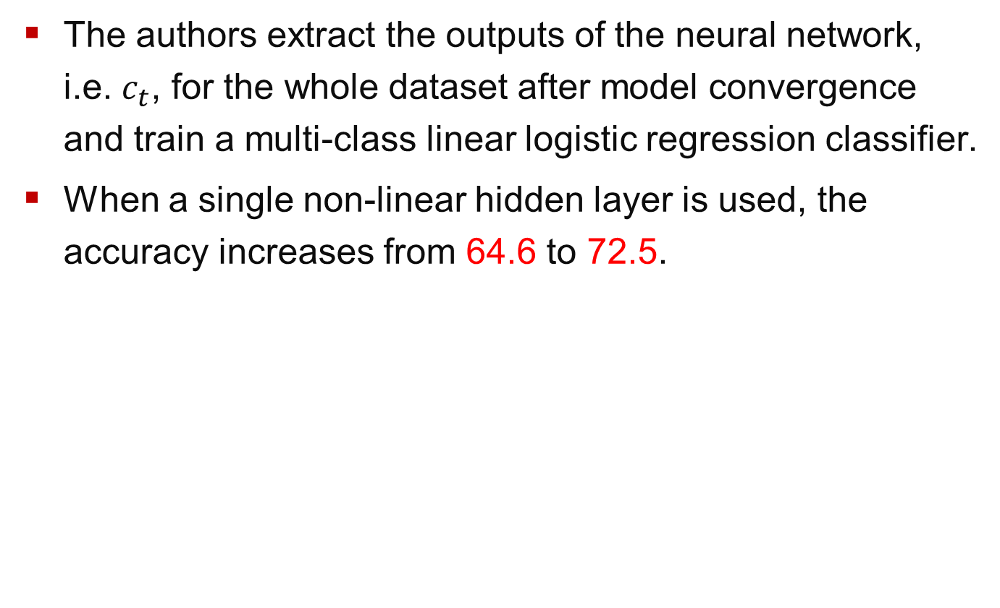 ▪ The authors extract the outputs of the neural network,
i.e. $c_t$, for the whole dataset after model convergence
and train a multi-class linear logistic regression classifier.
▪ When a single non-linear hidden layer is used, the
accuracy increases from 64.6 to 72.5.